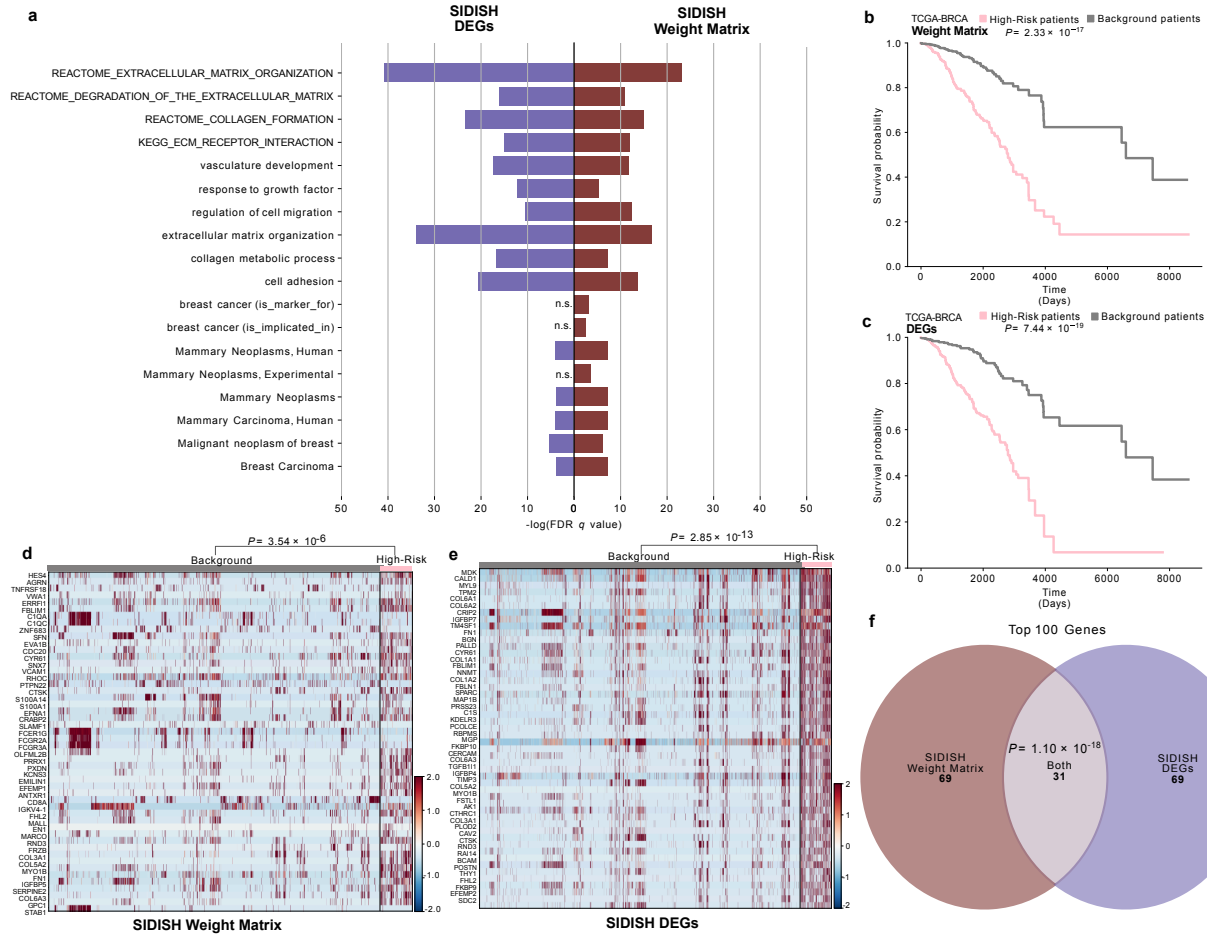 a
SIDISH
DEGs
SIDISH
Weight Matrix
REACTOME_EXTRACELLULAR_MATRIX_ORGANIZATION
REACTOME_DEGRADATION_OF_THE_EXTRACELLULAR_MATRIX
REACTOME_COLLAGEN_FORMATION
KEGG_ECM_RECEPTOR_INTERACTION
vasculature development
response to growth factor
regulation of cell migration
extracellular matrix organization
collagen metabolic process
cell adhesion
breast cancer (is_marker_for)
n.s.
breast cancer (is_implicated_in)
n.s.
Mammary Neoplasms, Human
Mammary Neoplasms, Experimental
n.s.
Mammary Neoplasms
Mammary Carcinoma, Human
Malignant neoplasm of breast
Breast Carcinoma
50 40 30 20 10 0 10 20 30 40 50
-log(FDR q value)
b
TCGA-BRCA High-Risk patients Background patients
Weight Matrix P= 2.33 × 10⁻¹⁷
Survival probability
1.0
0.8
0.6
0.4
0.2
0.0
0 2000 4000 6000 8000
Time
(Days)
c
TCGA-BRCA High-Risk patients Background patients
DEGs P= 7.44 × 10⁻¹⁹
Survival probability
1.0
0.8
0.6
0.4
0.2
0.0
0 2000 4000 6000 8000
Time
(Days)
d
P= 3.54 × 10⁻⁶
Background High-Risk
HES4
AGRN
TNFRSF18
VWA1
ERRFI1
FBLIM1
C1QA
C1QC
ZNF683
SFN
EVA1B
CDC20
CYR61
SNX7
VCAM1
RHOC
PTPN22
CTSK
S100A14
S100A1
EFNA1
CRABP2
SLAMF1
FCER1G
FCGR2A
FCGR3A
OLFML2B
PRRX1
PXDN
KCNS3
EMILIN1
EFEMP1
ANTXR1
CD8A
IGKV4-1
FHL2
MALL
EN1
MARCO
RND3
FRZB
COL3A1
COL5A2
MYO1B
FN1
IGFBP5
SERPINE2
COL6A3
GPC1
STAB1
2.0
1.0
0.0
-1.0
-2.0
SIDISH Weight Matrix
e
P= 2.85 × 10⁻¹³
Background High-Risk
MDK
CALD1
MYL9
TPM2
COL6A1
COL6A2
CRIP2
IGFBP7
TM4SF1
FN1
BGN
PALLD
CYR61
COL1A1
FBLIM1
NNMT
COL1A2
FBLN1
SPARC
MAP1B
PRSS23
C1S
KDELR3
PCOLCE
RBPMS
MGP
FKBP10
CERCAM
COL6A3
TGFB1I1
IGFBP4
TIMP3
COL5A2
MYO1B
FSTL1
AK1
CTHRC1
COL3A1
PLOD2
CAV2
CTSK
RND3
RAI14
BCAM
POSTN
THY1
FHL2
FKBP9
EFEMP2
SDC2
2
1
0
-1
-2
SIDISH DEGs
f
Top 100 Genes
SIDISH
Weight Matrix
69
P= 1.10 × 10⁻¹⁸
Both
31
SIDISH
DEGs
69